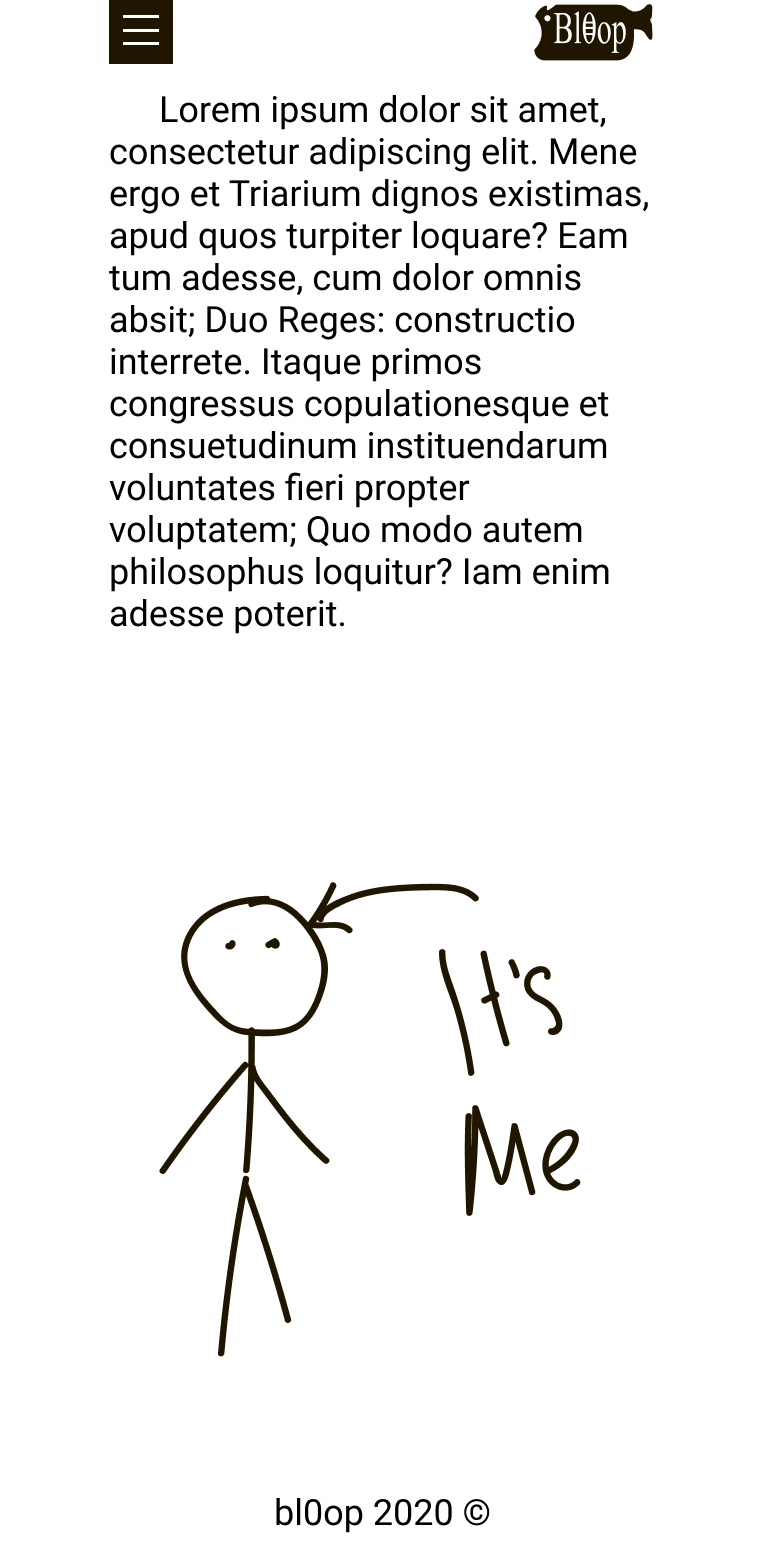 Bl0op
Lorem ipsum dolor sit amet,
consectetur adipiscing elit. Mene
ergo et Triarium dignos existimas,
apud quos turpiter loquare? Eam
tum adesse, cum dolor omnis
absit; Duo Reges: constructio
interrete. Itaque primos
congressus copulationesque et
consuetudinum instituendarum
voluntates fieri propter
voluptatem; Quo modo autem
philosophus loquitur? Iam enim
adesse poterit.
It's
Me
bl0op 2020 ©